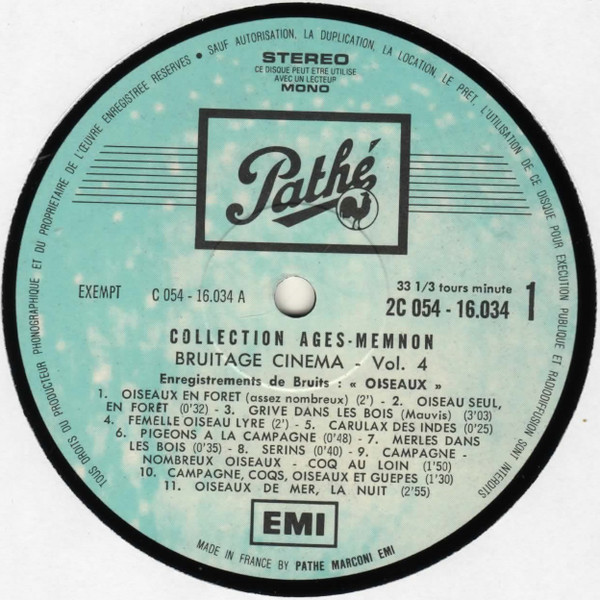 TOUS DROITS DU PRODUCTEUR PHONOGRAPHIQUE ET DU PROPRIETAIRE DE L'ŒUVRE ENREGISTREE RESERVES • SAUF AUTORISATION, LA DUPLICATION, LA LOCATION, LE PRET, L'UTILISATION DE CE DISQUE POUR EXECUTION PUBLIQUE ET RADIODIFFUSION SONT INTERDITS
STEREO
CE DISQUE PEUT ETRE UTILISE
AVEC UN LECTEUR
MONO
Pathé
EXEMPT C 054 - 16.034 A
33 1/3 tours minute
2C 054 - 16.034 1
COLLECTION AGES-MEMNON
BRUITAGE CINEMA - Vol. 4
Enregistrements de Bruits : « OISEAUX »
1. OISEAUX EN FORET (assez nombreux) (2') - 2. OISEAU SEUL,
EN FORÊT (0'32) - 3. GRIVE DANS LES BOIS (Mauvis) (3'03)
4. FEMELLE OISEAU LYRE (2') - 5. CARULAX DES INDES (0'25)
6. PIGEONS A LA CAMPAGNE (0'48) - 7. MERLES DANS
LES BOIS (0'35) - 8. SERINS (0'40) - 9. CAMPAGNE -
NOMBREUX OISEAUX - COQ AU LOIN (1'50)
10. CAMPAGNE, COQS, OISEAUX ET GUEPES (1'30)
11. OISEAUX DE MER, LA NUIT (2'55)
EMI
MADE IN FRANCE BY PATHE MARCONI EMI